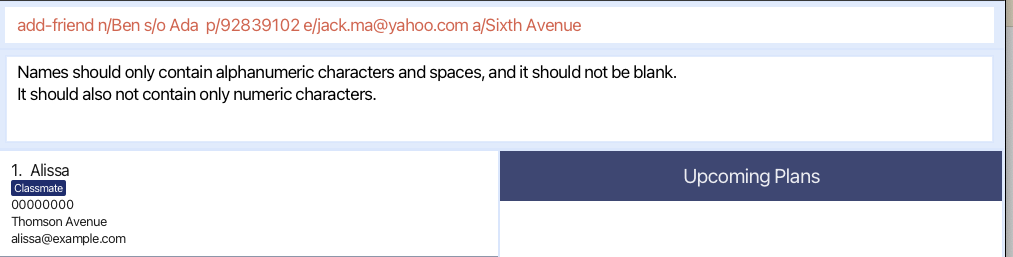 add-friend n/Ben s/o Ada  p/92839102 e/jack.ma@yahoo.com a/Sixth Avenue
Names should only contain alphanumeric characters and spaces, and it should not be blank.
It should also not contain only numeric characters.
1.  Alissa
Classmate
00000000
Thomson Avenue
alissa@example.com
Upcoming Plans